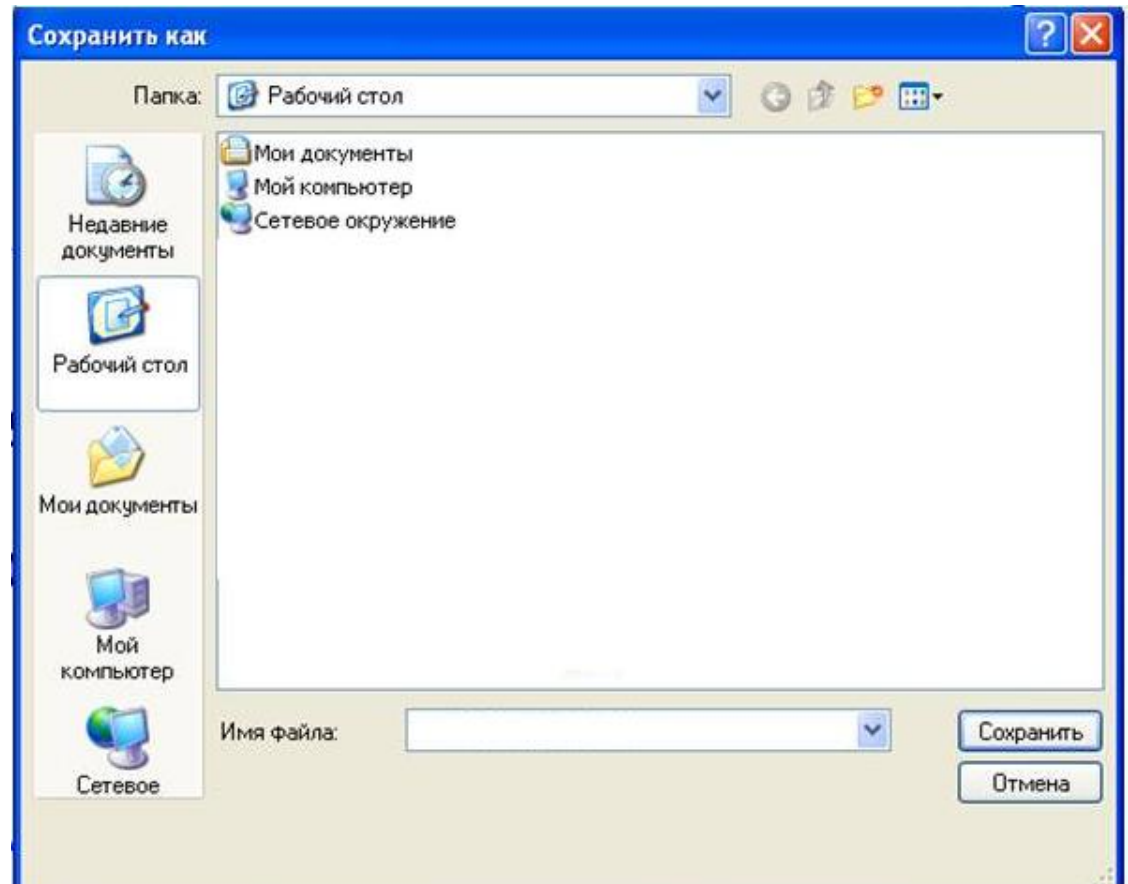 Сохранить как
Папка:
Рабочий стол
Мои документы
Мой компьютер
Сетевое окружение
Недавние
документы
Рабочий стол
Мои документы
Мой
компьютер
Сетевое
Имя файла:
Сохранить
Отмена